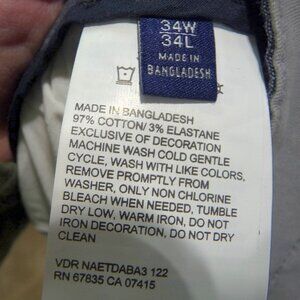 34W
34L
MADE IN
BANGLADESH
MADE IN BANGLADESH
97% COTTON/ 3% ELASTANE
EXCLUSIVE OF DECORATION
MACHINE WASH COLD GENTLE
CYCLE, WASH WITH LIKE COLORS,
REMOVE PROMPTLY FROM
WASHER, ONLY NON CHLORINE
BLEACH WHEN NEEDED, TUMBLE
DRY LOW, WARM IRON, DO NOT
IRON DECORATION, DO NOT DRY
CLEAN
VDR NAETDABA3 122
RN 67835 CA 07415